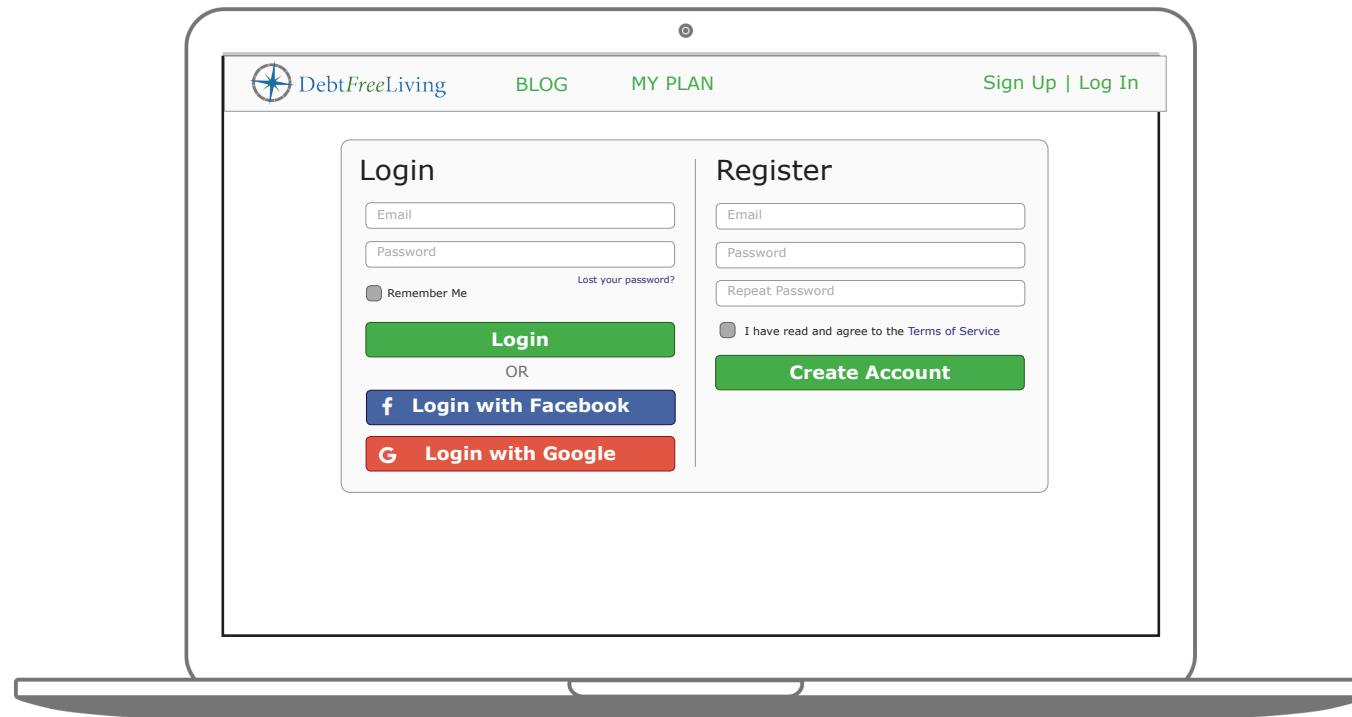 DebtFreeLiving
BLOG
MY PLAN
Sign Up | Log In
Login
Email
Password
Lost your password?
Remember Me
Login
OR
f Login with Facebook
G Login with Google
Register
Email
Password
Repeat Password
I have read and agree to the Terms of Service
Create Account